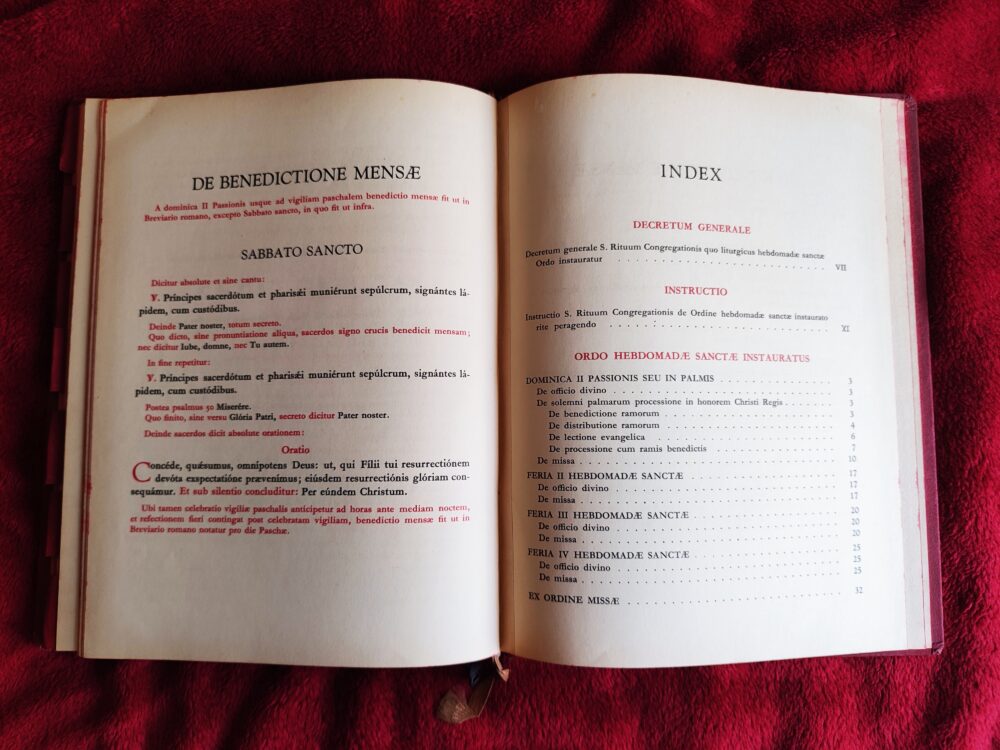 DE BENEDICTIONE MENSÆ
A dominica II Passionis usque ad vigiliam paschalem benedictio mensæ fit ut in
Breviario romano, excepto Sabbato sancto, in quo fit ut infra.
SABBATO SANCTO
Dicitur absolute et sine cantu:
℣. Príncipes sacerdótum et pharisǽi muniérunt sepúlcrum, signántes lá-
pidem, cum custódibus.
Deinde Pater noster, totum secreto.
Quo dicto, sine pronuntiatione aliqua, sacerdos signo crucis benedicit mensam;
nec dicitur Iube, domne, nec Tu autem.
In fine repetitur:
℣. Príncipes sacerdótum et pharisǽi muniérunt sepúlcrum, signántes lá-
pidem, cum custódibus.
Postea psalmus 50 Miserére.
Quo finito, sine versu Glória Patri, secreto dicitur Pater noster.
Deinde sacerdos dicit absolute orationem:
Oratio
Concéde, quǽsumus, omnípotens Deus: ut, qui Fílii tui resurrectiónem
devóta exspectatióne prævenímus; eiúsdem resurrectiónis glóriam con-
sequámur. Et sub silentio concluditur: Per eúndem Christum.
Ubi tamen celebratio vigiliæ paschalis anticipetur ad horas ante mediam noctem,
et refectionem fieri contingat post celebratam vigiliam, benedictio mensæ fit ut in
Breviario romano notatur pro die Paschæ.
INDEX
DECRETUM GENERALE
Decretum generale S. Rituum Congregationis quo liturgicus hebdomadæ sanctæ
Ordo instauratur . . . . . . . . . . . . . . . . . . . . VII
INSTRUCTIO
Instructio S. Rituum Congregationis de Ordine hebdomadæ sanctæ instaurato
rite peragendo . . . . . . . . . . . . . . . . . . . . XI
ORDO HEBDOMADÆ SANCTÆ INSTAURATUS
DOMINICA II PASSIONIS SEU IN PALMIS . . . . . . . . . . 3
De officio divino . . . . . . . . . . . . . . . . . . 3
De solemni palmarum processione in honorem Christi Regis . . . . . 3
De benedictione ramorum . . . . . . . . . . . . . . 3
De distributione ramorum . . . . . . . . . . . . . . 4
De lectione evangelica . . . . . . . . . . . . . . . 6
De processione cum ramis benedictis . . . . . . . . . . 7
De missa . . . . . . . . . . . . . . . . . . . . . 10
FERIA II HEBDOMADÆ SANCTÆ . . . . . . . . . . . . 17
De officio divino . . . . . . . . . . . . . . . . . . 17
De missa . . . . . . . . . . . . . . . . . . . . . 17
FERIA III HEBDOMADÆ SANCTÆ . . . . . . . . . . . . 20
De officio divino . . . . . . . . . . . . . . . . . . 20
De missa . . . . . . . . . . . . . . . . . . . . . 20
FERIA IV HEBDOMADÆ SANCTÆ . . . . . . . . . . . . 25
De officio divino . . . . . . . . . . . . . . . . . . 25
De missa . . . . . . . . . . . . . . . . . . . . . 25
EX ORDINE MISSÆ . . . . . . . . . . . . . . . . . . 32